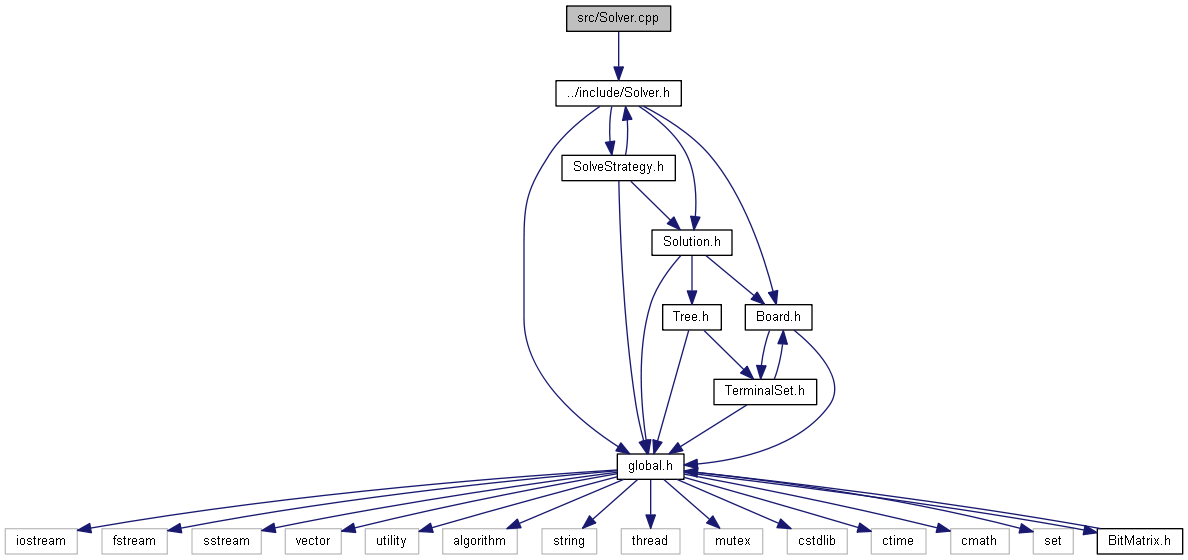 src/Solver.cpp
../include/Solver.h
SolveStrategy.h
Solution.h
Tree.h
Board.h
TerminalSet.h
global.h
iostream
fstream
sstream
vector
utility
algorithm
string
thread
mutex
cstdlib
ctime
cmath
set
BitMatrix.h